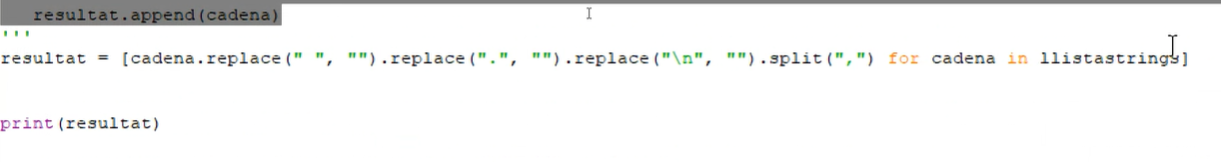 resultat.append(cadena)
'''
resultat = [cadena.replace(" ", "").replace(".", "").replace("\n", "").split(",") for cadena in llistastrings]
print(resultat)